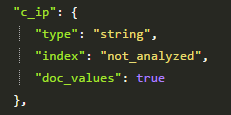 "c_ip": {
"type": "string",
"index": "not_analyzed",
"doc_values": true
},